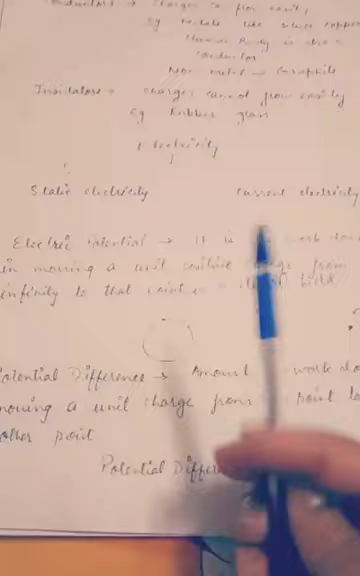 Conductors → Charges can flow easily,
eg Metals like silver copper
Human Body is also a
conductor
Non metal → Graphite
Insulators → charges cannot flow easily
eg Rubber glass
Electricity
Static electricity current electricity
Electric Potential → It is work done
in moving a unit positive charge from
infinity to that point
Potential Difference → Amount work do
moving a unit charge from point to
other point
Potential Differe